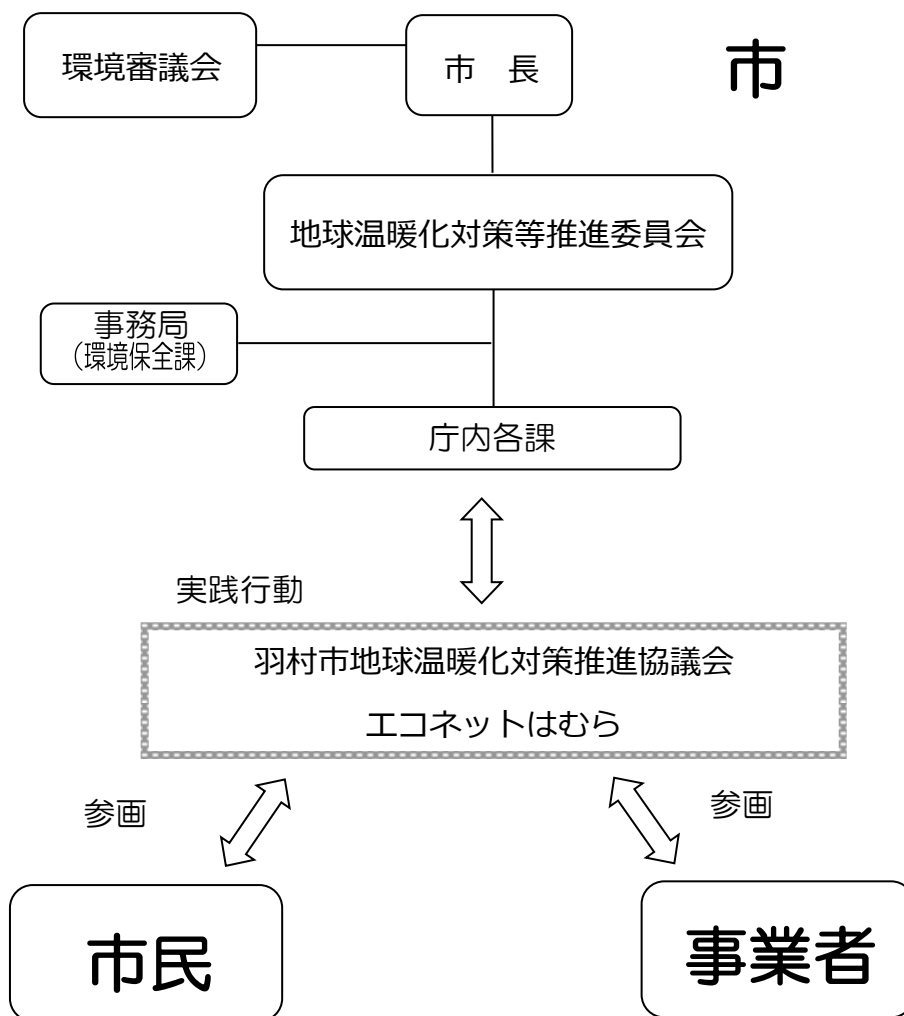 環境審議会
市　長
市
地球温暖化対策等推進委員会
事務局
（環境保全課）
庁内各課
実践行動
羽村市地球温暖化対策推進協議会
エコネットはむら
参画
参画
市民
事業者